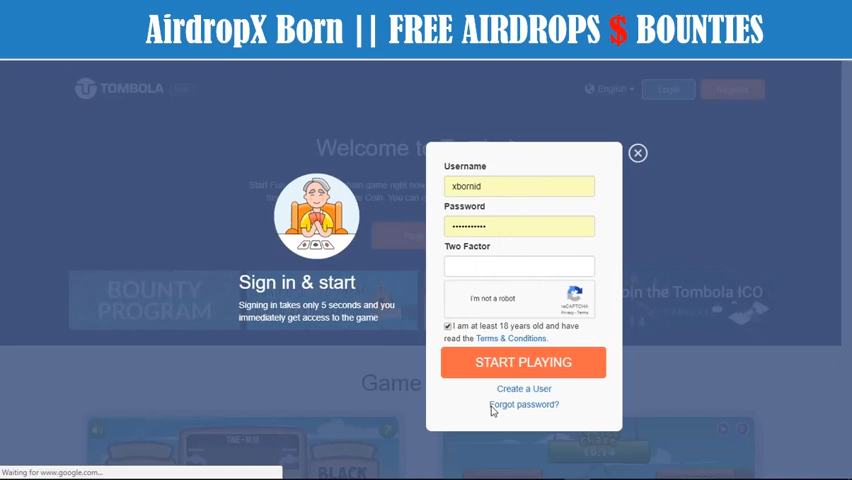 AirdropX Born || FREE AIRDROPS $ BOUNTIES
TOMBOLA
English
Login
Register
Welcome to
Username
xbornid
Password
Two Factor
I'm not a robot
reCAPTCHA
Privacy - Terms
Sign in & start
Signing in takes only 5 seconds and you
immediately get access to the game
I am at least 18 years old and have
read the Terms & Conditions.
START PLAYING
Create a User
Forgot password?
BOUNTY
PROGRAM
oin the Tombola ICO
Game
BLACK
Waiting for www.google.com...